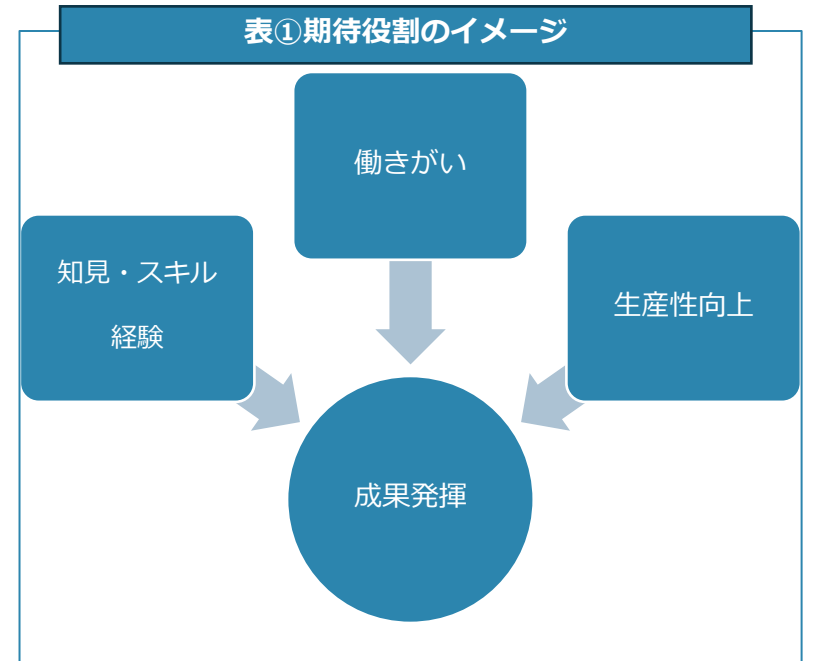 表①期待役割のイメージ
働きがい
知見・スキル
経験
生産性向上
成果発揮